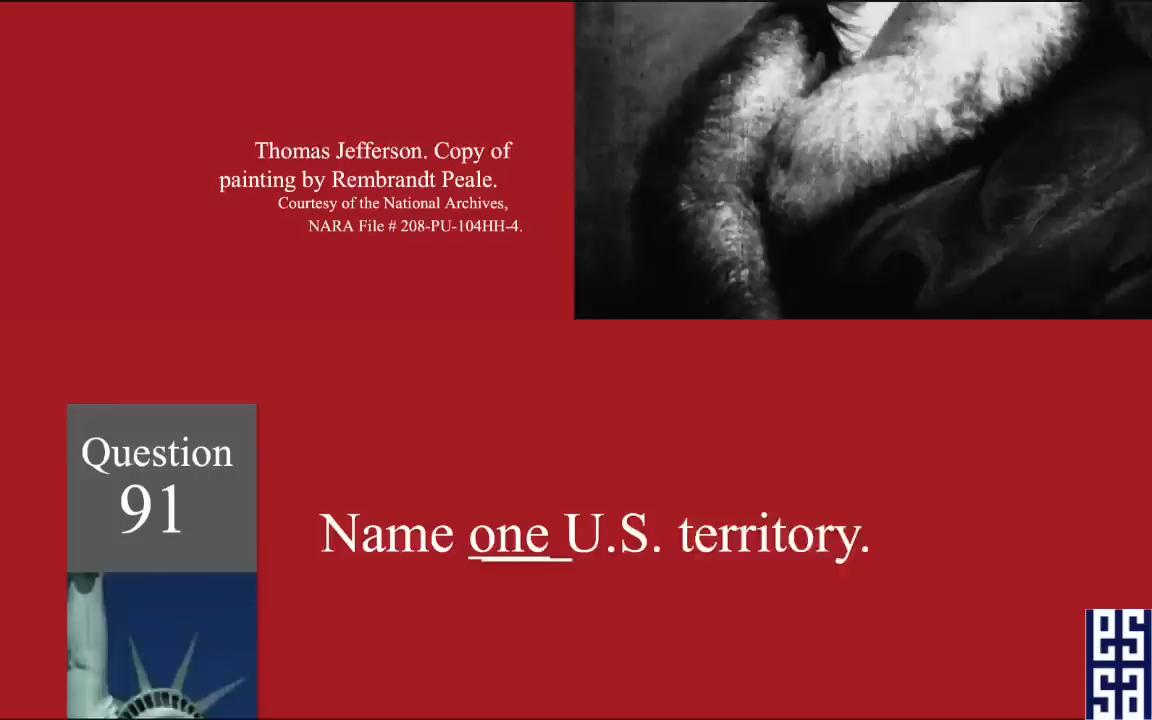 Thomas Jefferson. Copy of
painting by Rembrandt Peale.
Courtesy of the National Archives,
NARA File # 208-PU-104HH-4.
Question
91
Name one U.S. territory.
essa